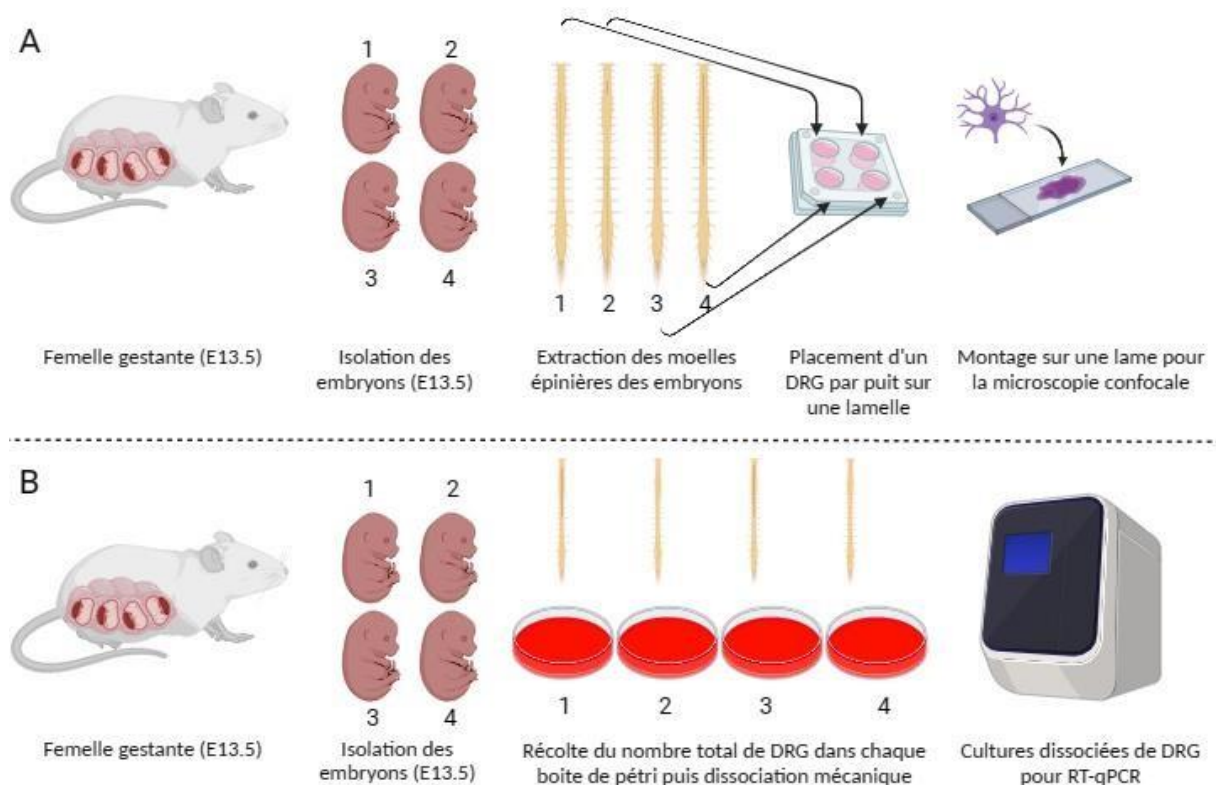 A
1 2
3 4
1 2 3 4
Femelle gestante (E13.5)
Isolation des
embryons (E13.5)
Extraction des moelles
épinières des embryons
Placement d'un
DRG par puit sur
une lamelle
Montage sur une lame pour
la microscopie confocale
B
1 2
3 4
1 2 3 4
Femelle gestante (E13.5)
Isolation des
embryons (E13.5)
Récolte du nombre total de DRG dans chaque
boite de pétri puis dissociation mécanique
Cultures dissociées de DRG
pour RT-qPCR